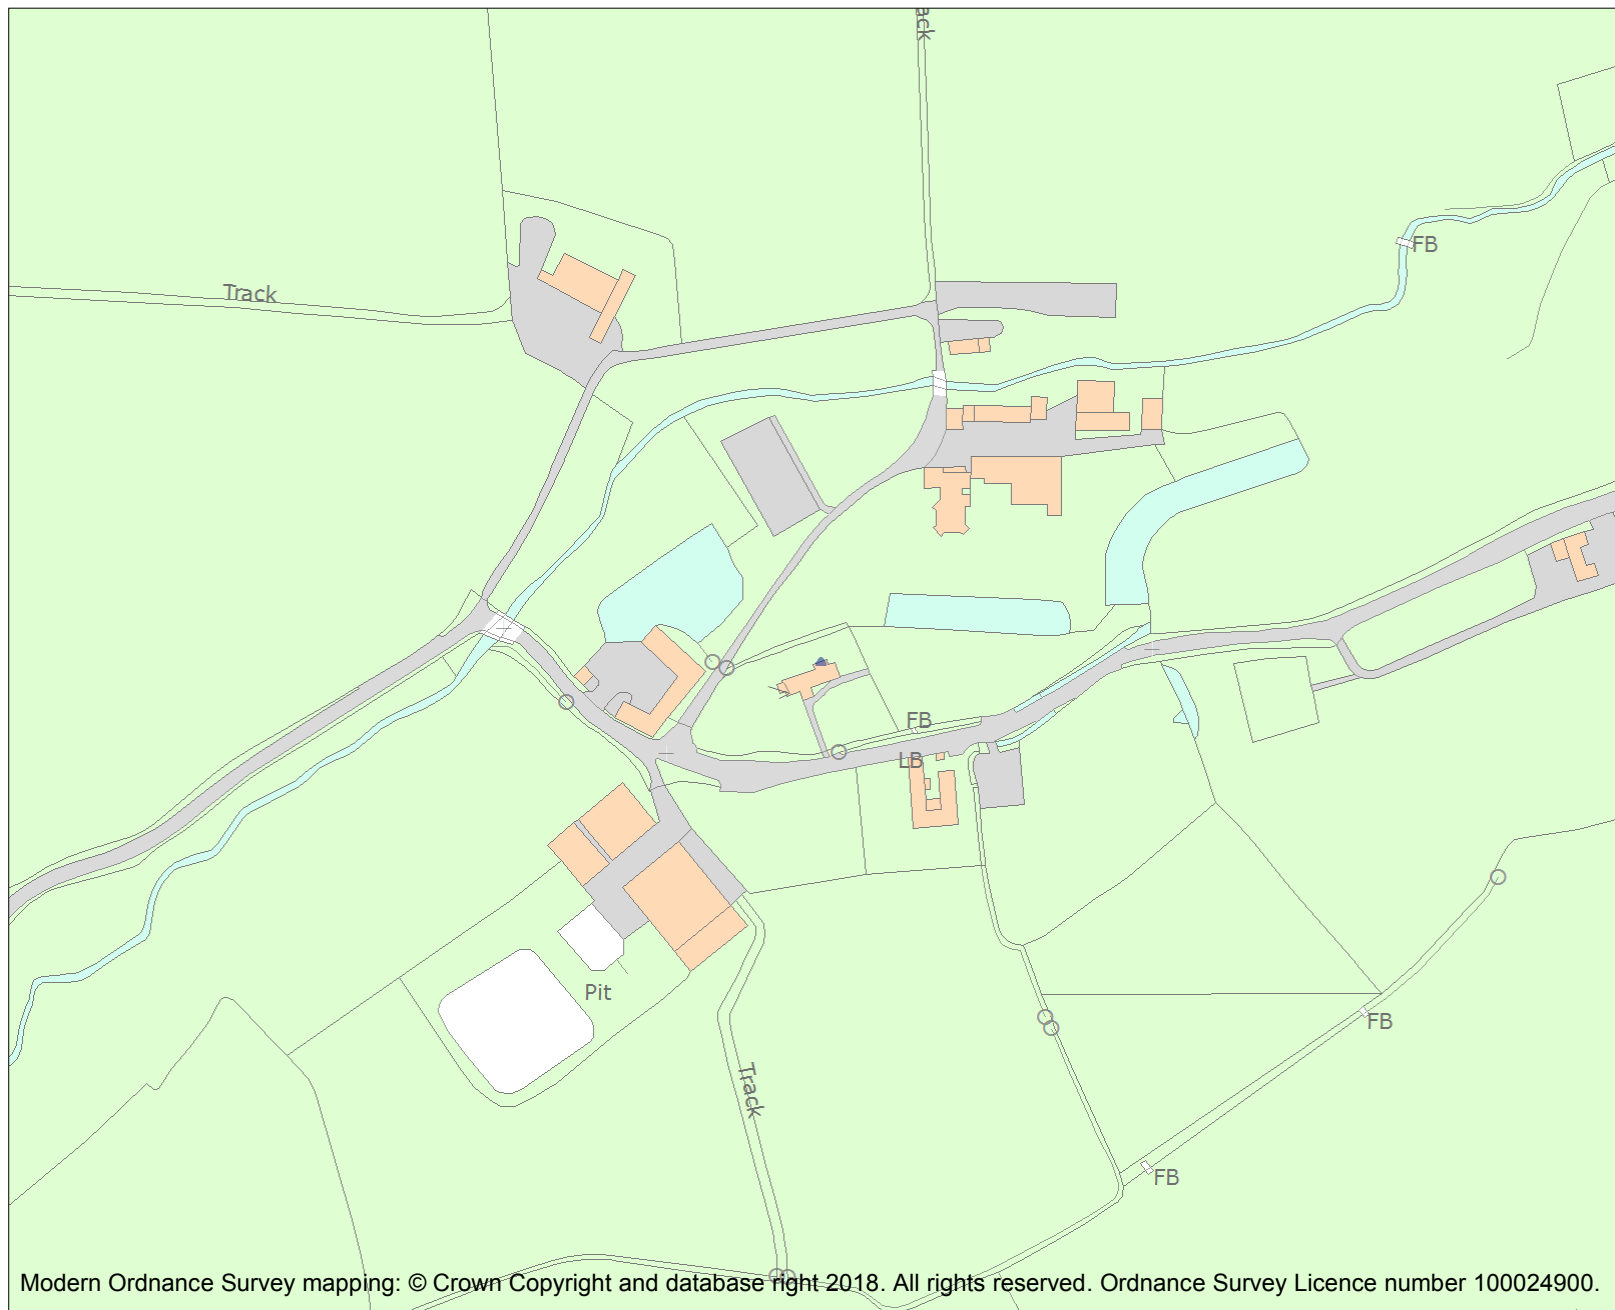 ack
FB
Track
FB
LB
Pit
FB
Track
FB
Modern Ordnance Survey mapping: © Crown Copyright and database right 2018. All rights reserved. Ordnance Survey Licence number 100024900.